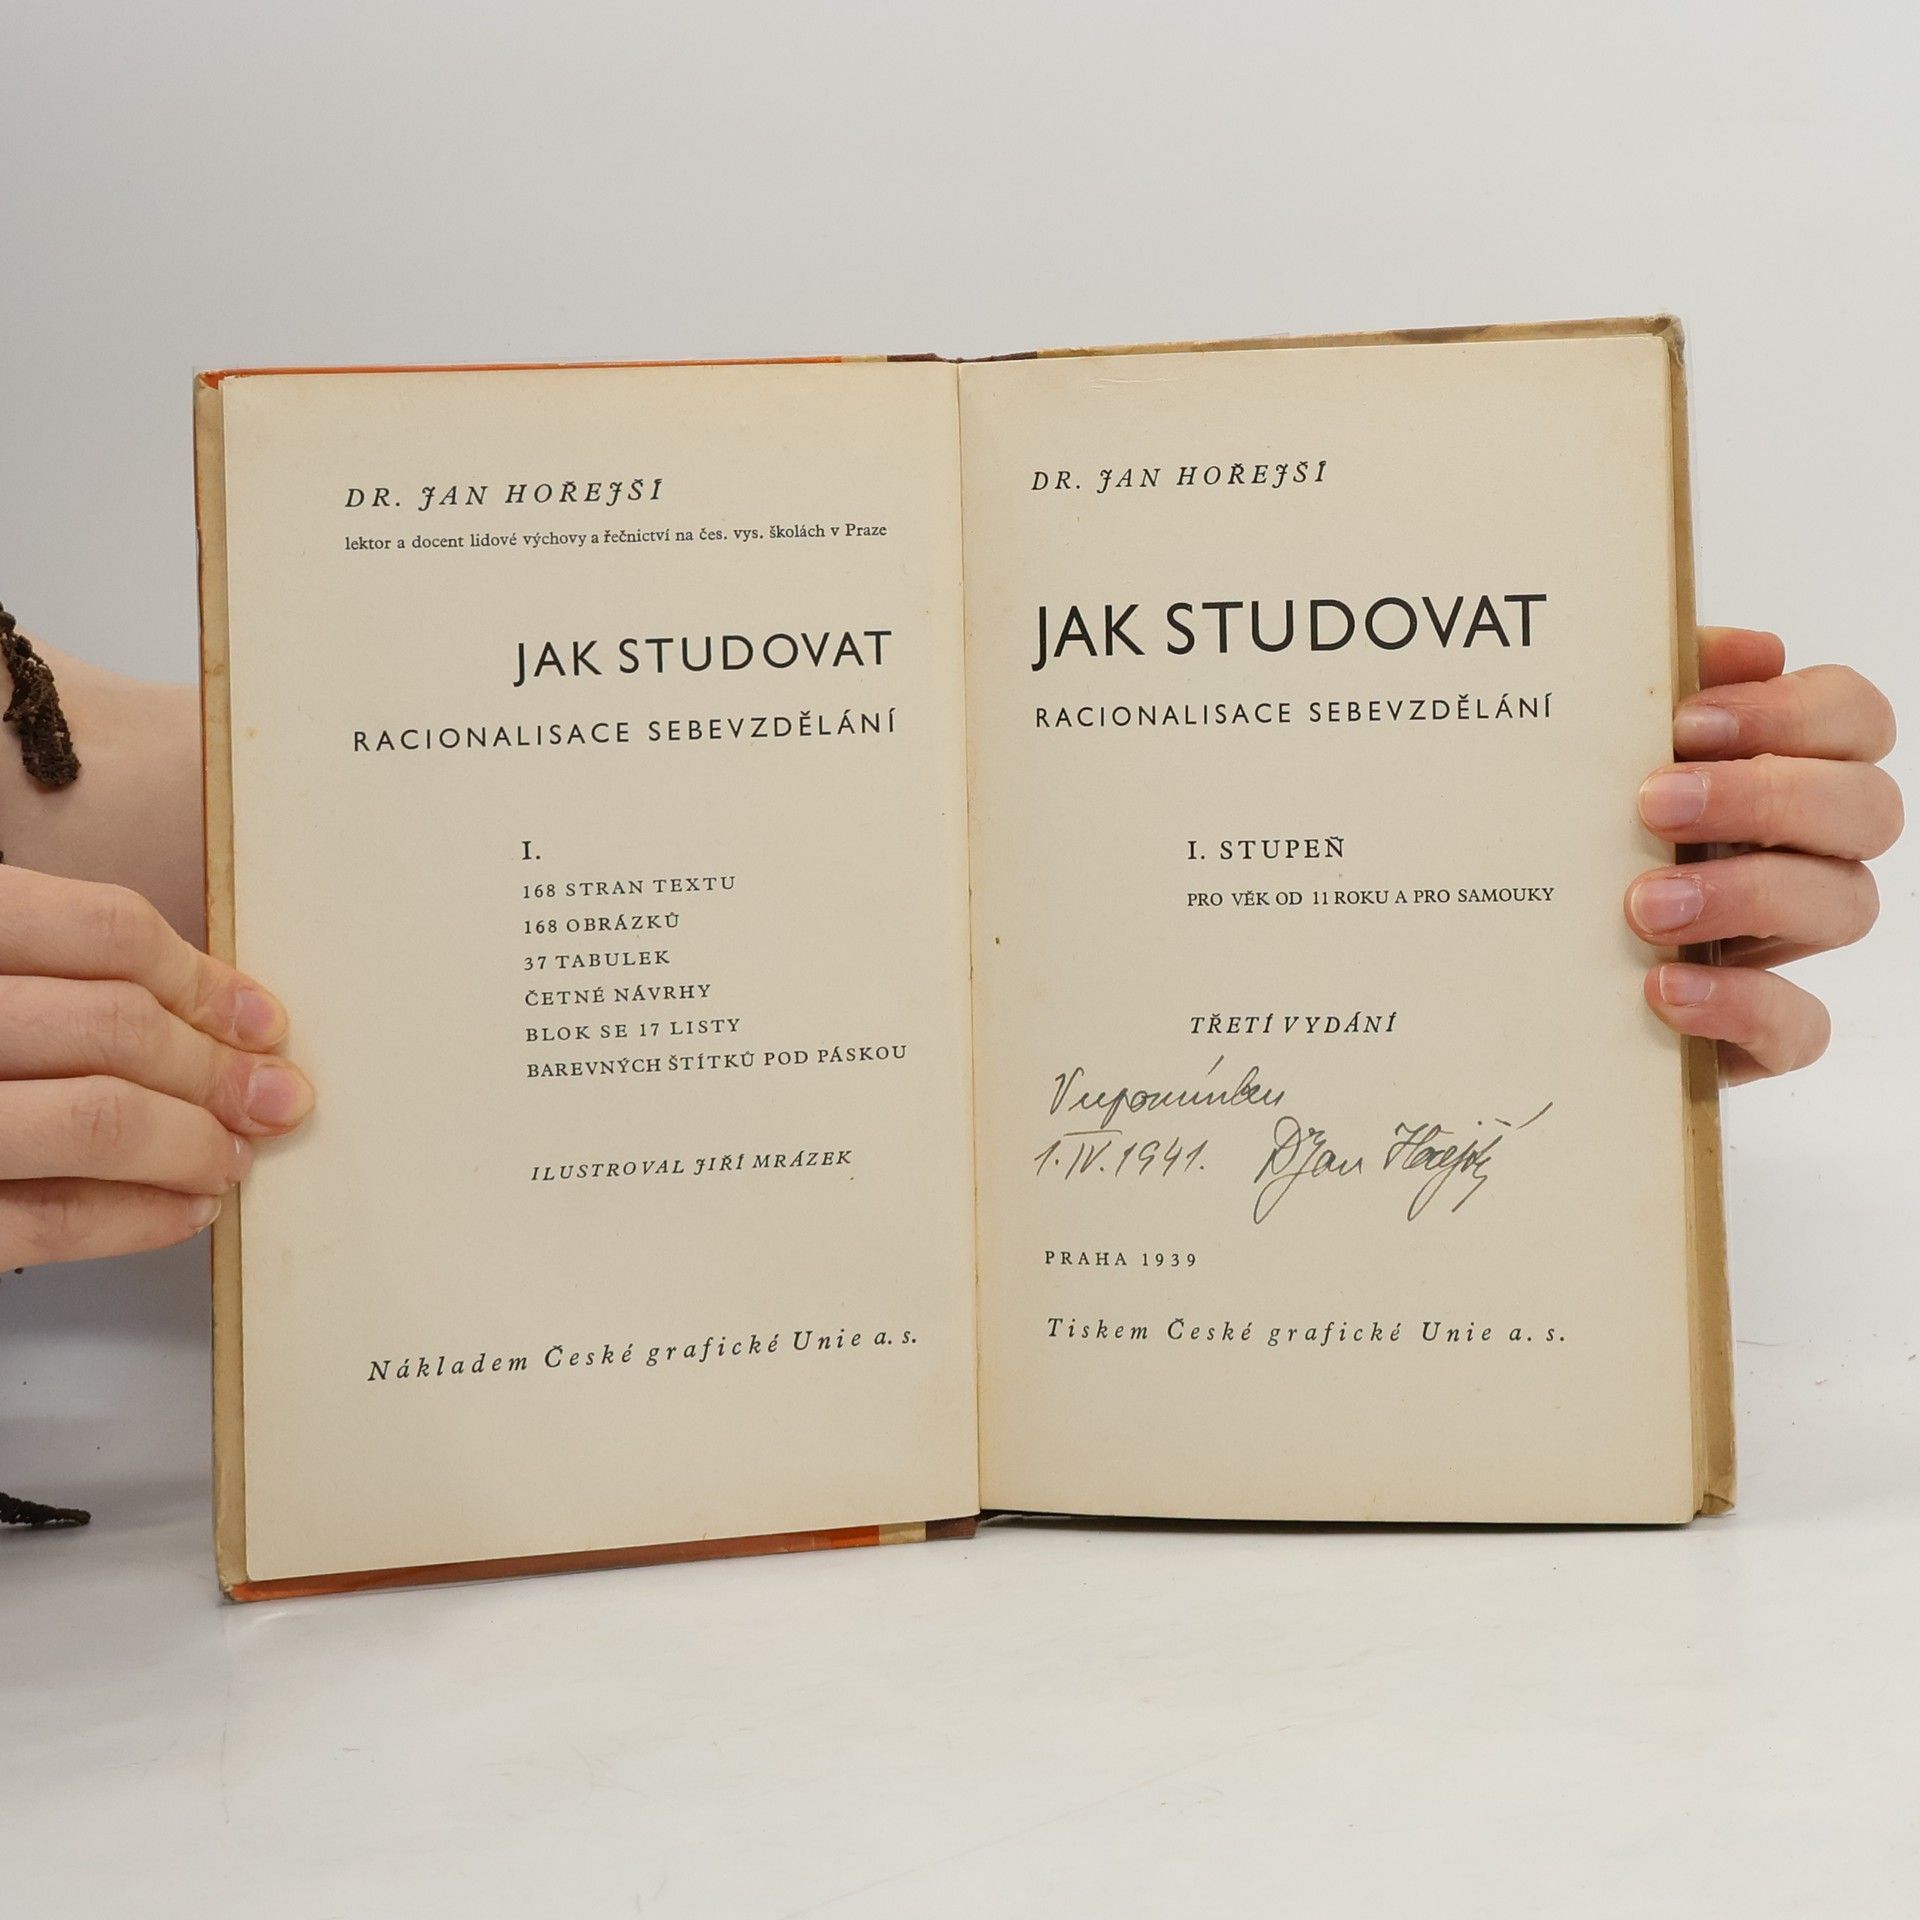 DR. JAN HOŘEJŠÍ
lektor a docent lidové výchovy a řečnictví na čes. vys. školách v Praze
JAK STUDOVAT
RACIONALISACE SEBEVZDĚLÁNÍ
I.
168 STRAN TEXTU
168 OBRÁZKŮ
37 TABULEK
ČETNÉ NÁVRHY
BLOK SE 17 LISTY
BAREVNÝCH ŠTÍTKŮ POD PÁSKOU
ILUSTROVAL JIŘÍ MRÁZEK
Nákladem České grafické Unie a. s.
DR. JAN HOŘEJŠÍ
JAK STUDOVAT
RACIONALISACE SEBEVZDĚLÁNÍ
I. STUPEŇ
PRO VĚK OD 11 ROKU A PRO SAMOUKY
TŘETÍ VYDÁNÍ
V upomínku
1. IV. 1941. Dr Jan Hořejší
PRAHA 1939
Tiskem České grafické Unie a. s.